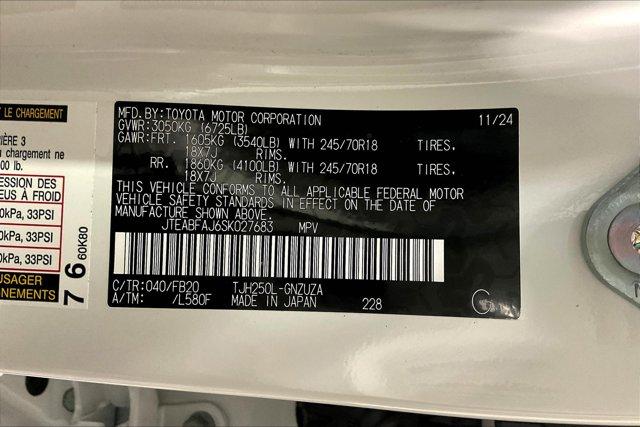 LE CHARGEMENT
IÈRE 3
u chargement ne
00 lb.
ESSION DES
EUS À FROID
0kPa, 33PSI
0kPa, 33PSI
0kPa, 33PSI
USAGER
NEMENTS
7 6 60K80
MFD.BY:TOYOTA MOTOR CORPORATION 11/24
GVWR:3050KG (6725LB)
GAWR:FRT. 1605KG (3540LB) WITH 245/70R18 TIRES.
18X7J RIMS.
RR. 1860KG (4100LB) WITH 245/70R18 TIRES.
18X7J RIMS.
THIS VEHICLE CONFORMS TO ALL APPLICABLE FEDERAL MOTOR
VEHICLE SAFETY STANDARDS IN EFFECT ON THE DATE OF
MANUFACTURE SHOWN ABOVE.
JTEABFAJ6SK027683 MPV
C/TR:040/FB20 TJH250L-GNZUZA
A/TM: /L580F MADE IN JAPAN 228 G